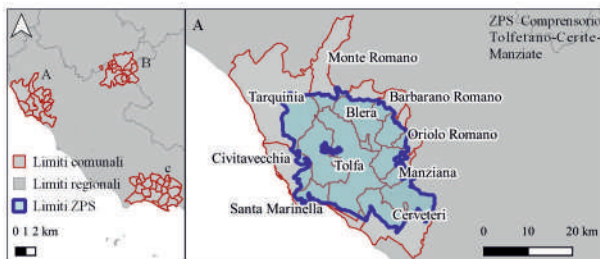 A
B
c
Limiti comunali
Limiti regionali
Limiti ZPS
0 1 2 km
A
ZPS Comprensorio
Tolfetano-Cerite-
Manziate
Monte Romano
Tarquinia
Barbarano Romano
Blera
Oriolo Romano
Civitavecchia
Tolfa
Manziana
Santa Marinella
Cerveteri
0 10 20 km